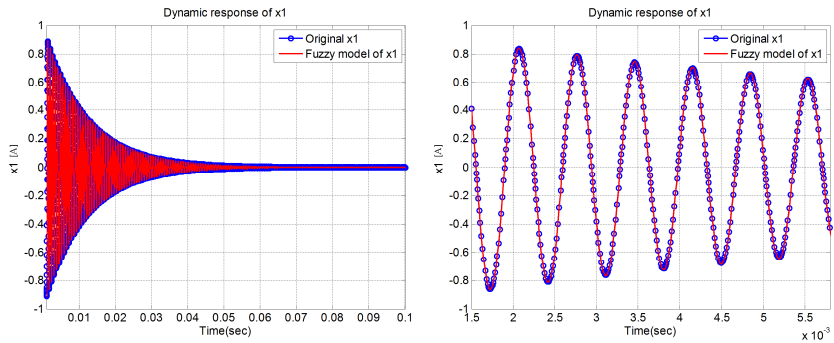 Dynamic response of x1
Original x1
Fuzzy model of x1
1
0.8
0.6
0.4
0.2
0
-0.2
-0.4
-0.6
-0.8
-1
x1 [A]
0.01 0.02 0.03 0.04 0.05 0.06 0.07 0.08 0.09 0.1
Time(sec)
Dynamic response of x1
Original x1
Fuzzy model of x1
1
0.8
0.6
0.4
0.2
0
-0.2
-0.4
-0.6
-0.8
-1
x1 [A]
1.5 2 2.5 3 3.5 4 4.5 5 5.5
Time(sec)
x 10⁻³